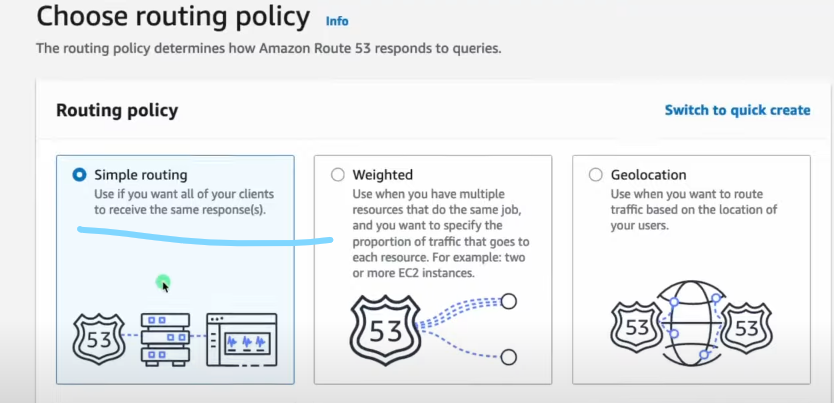 Choose routing policy Info
The routing policy determines how Amazon Route 53 responds to queries.
Routing policy
Switch to quick create
Simple routing
Use if you want all of your clients
to receive the same response(s).
53
Weighted
Use when you have multiple
resources that do the same job,
and you want to specify the
proportion of traffic that goes to
each resource. For example: two
or more EC2 instances.
53
Geolocation
Use when you want to route
traffic based on the location of
your users.
53
53